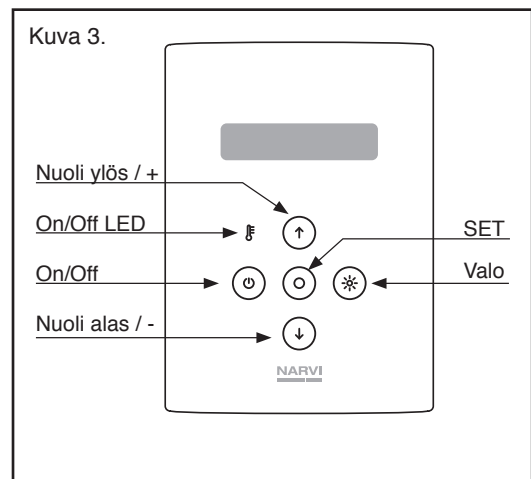 Kuva 3.
Nuoli ylös / +
On/Off LED
SET
On/Off
Valo
Nuoli alas / -
NARVI